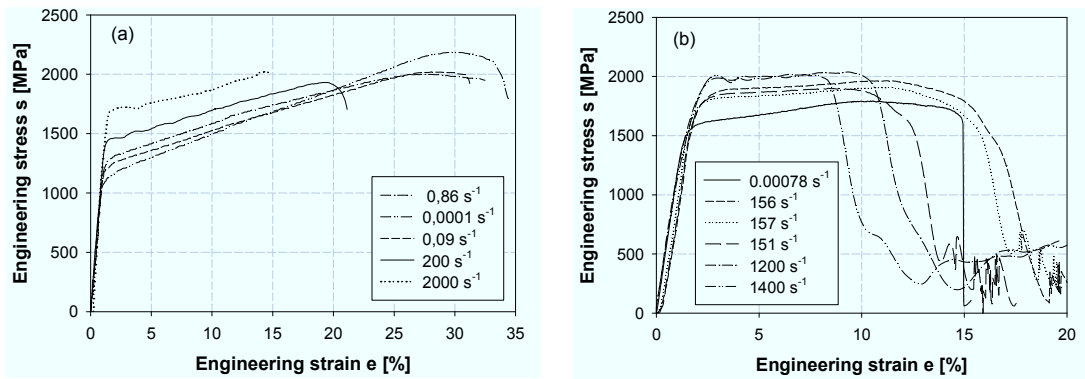 (a)
Engineering stress s [MPa]
2500
2000
1500
1000
500
0
0,86 s⁻¹
0,0001 s⁻¹
0,09 s⁻¹
200 s⁻¹
2000 s⁻¹
0 5 10 15 20 25 30 35
Engineering strain e [%]
(b)
Engineering stress s [MPa]
2500
2000
1500
1000
500
0
0.00078 s⁻¹
156 s⁻¹
157 s⁻¹
151 s⁻¹
1200 s⁻¹
1400 s⁻¹
0 5 10 15 20
Engineering strain e [%]